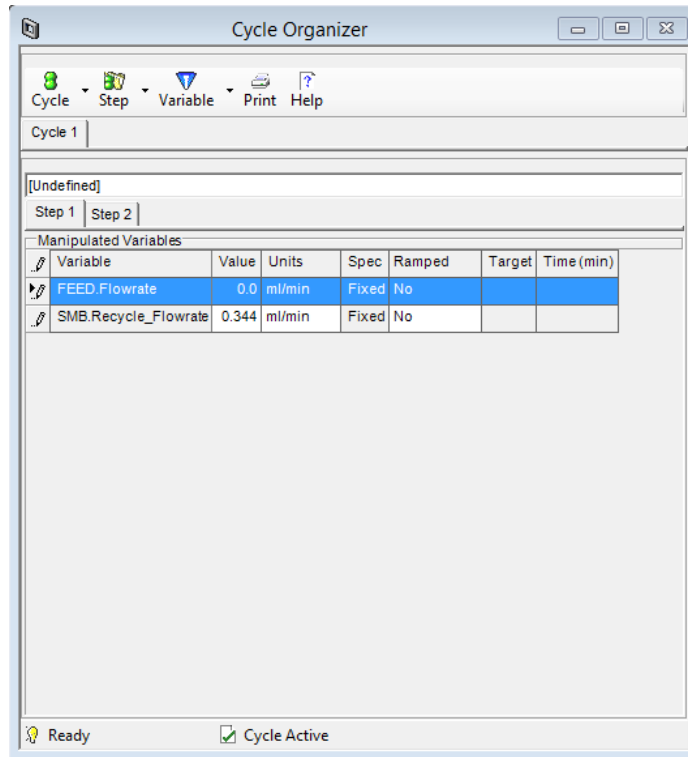 Cycle Organizer
Cycle Step Variable Print Help
Cycle 1
[Undefined]
Step 1 Step 2
Manipulated Variables
Variable Value Units Spec Ramped Target Time (min)
FEED.Flowrate 0.0 ml/min Fixed No
SMB.Recycle_Flowrate 0.344 ml/min Fixed No
Ready Cycle Active